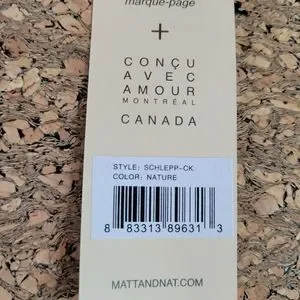 marque-page
+
CONÇU
AVEC
AMOUR
MONTRÉAL
CANADA
STYLE: SCHLEPP-CK
COLOR: NATURE
8 83313 89631 3
MATTANDNAT.COM